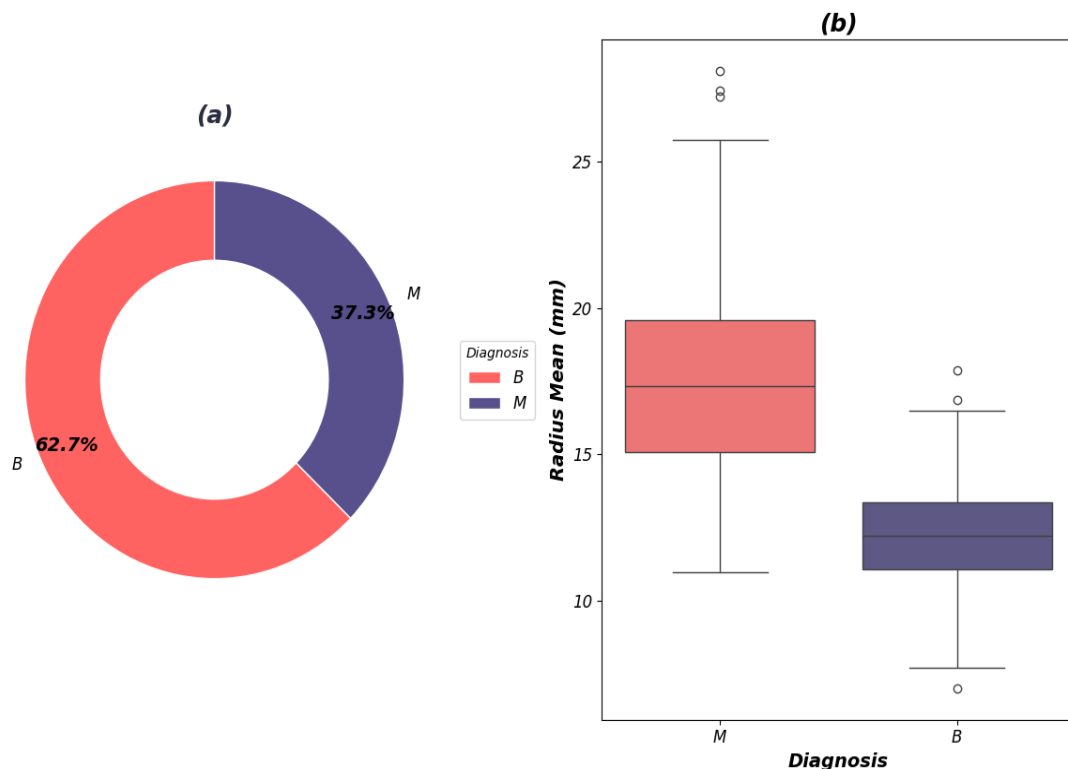 (a)
M
37.3%
62.7%
B
Diagnosis
B
M
(b)
Radius Mean (mm)
25
20
15
10
M
B
Diagnosis